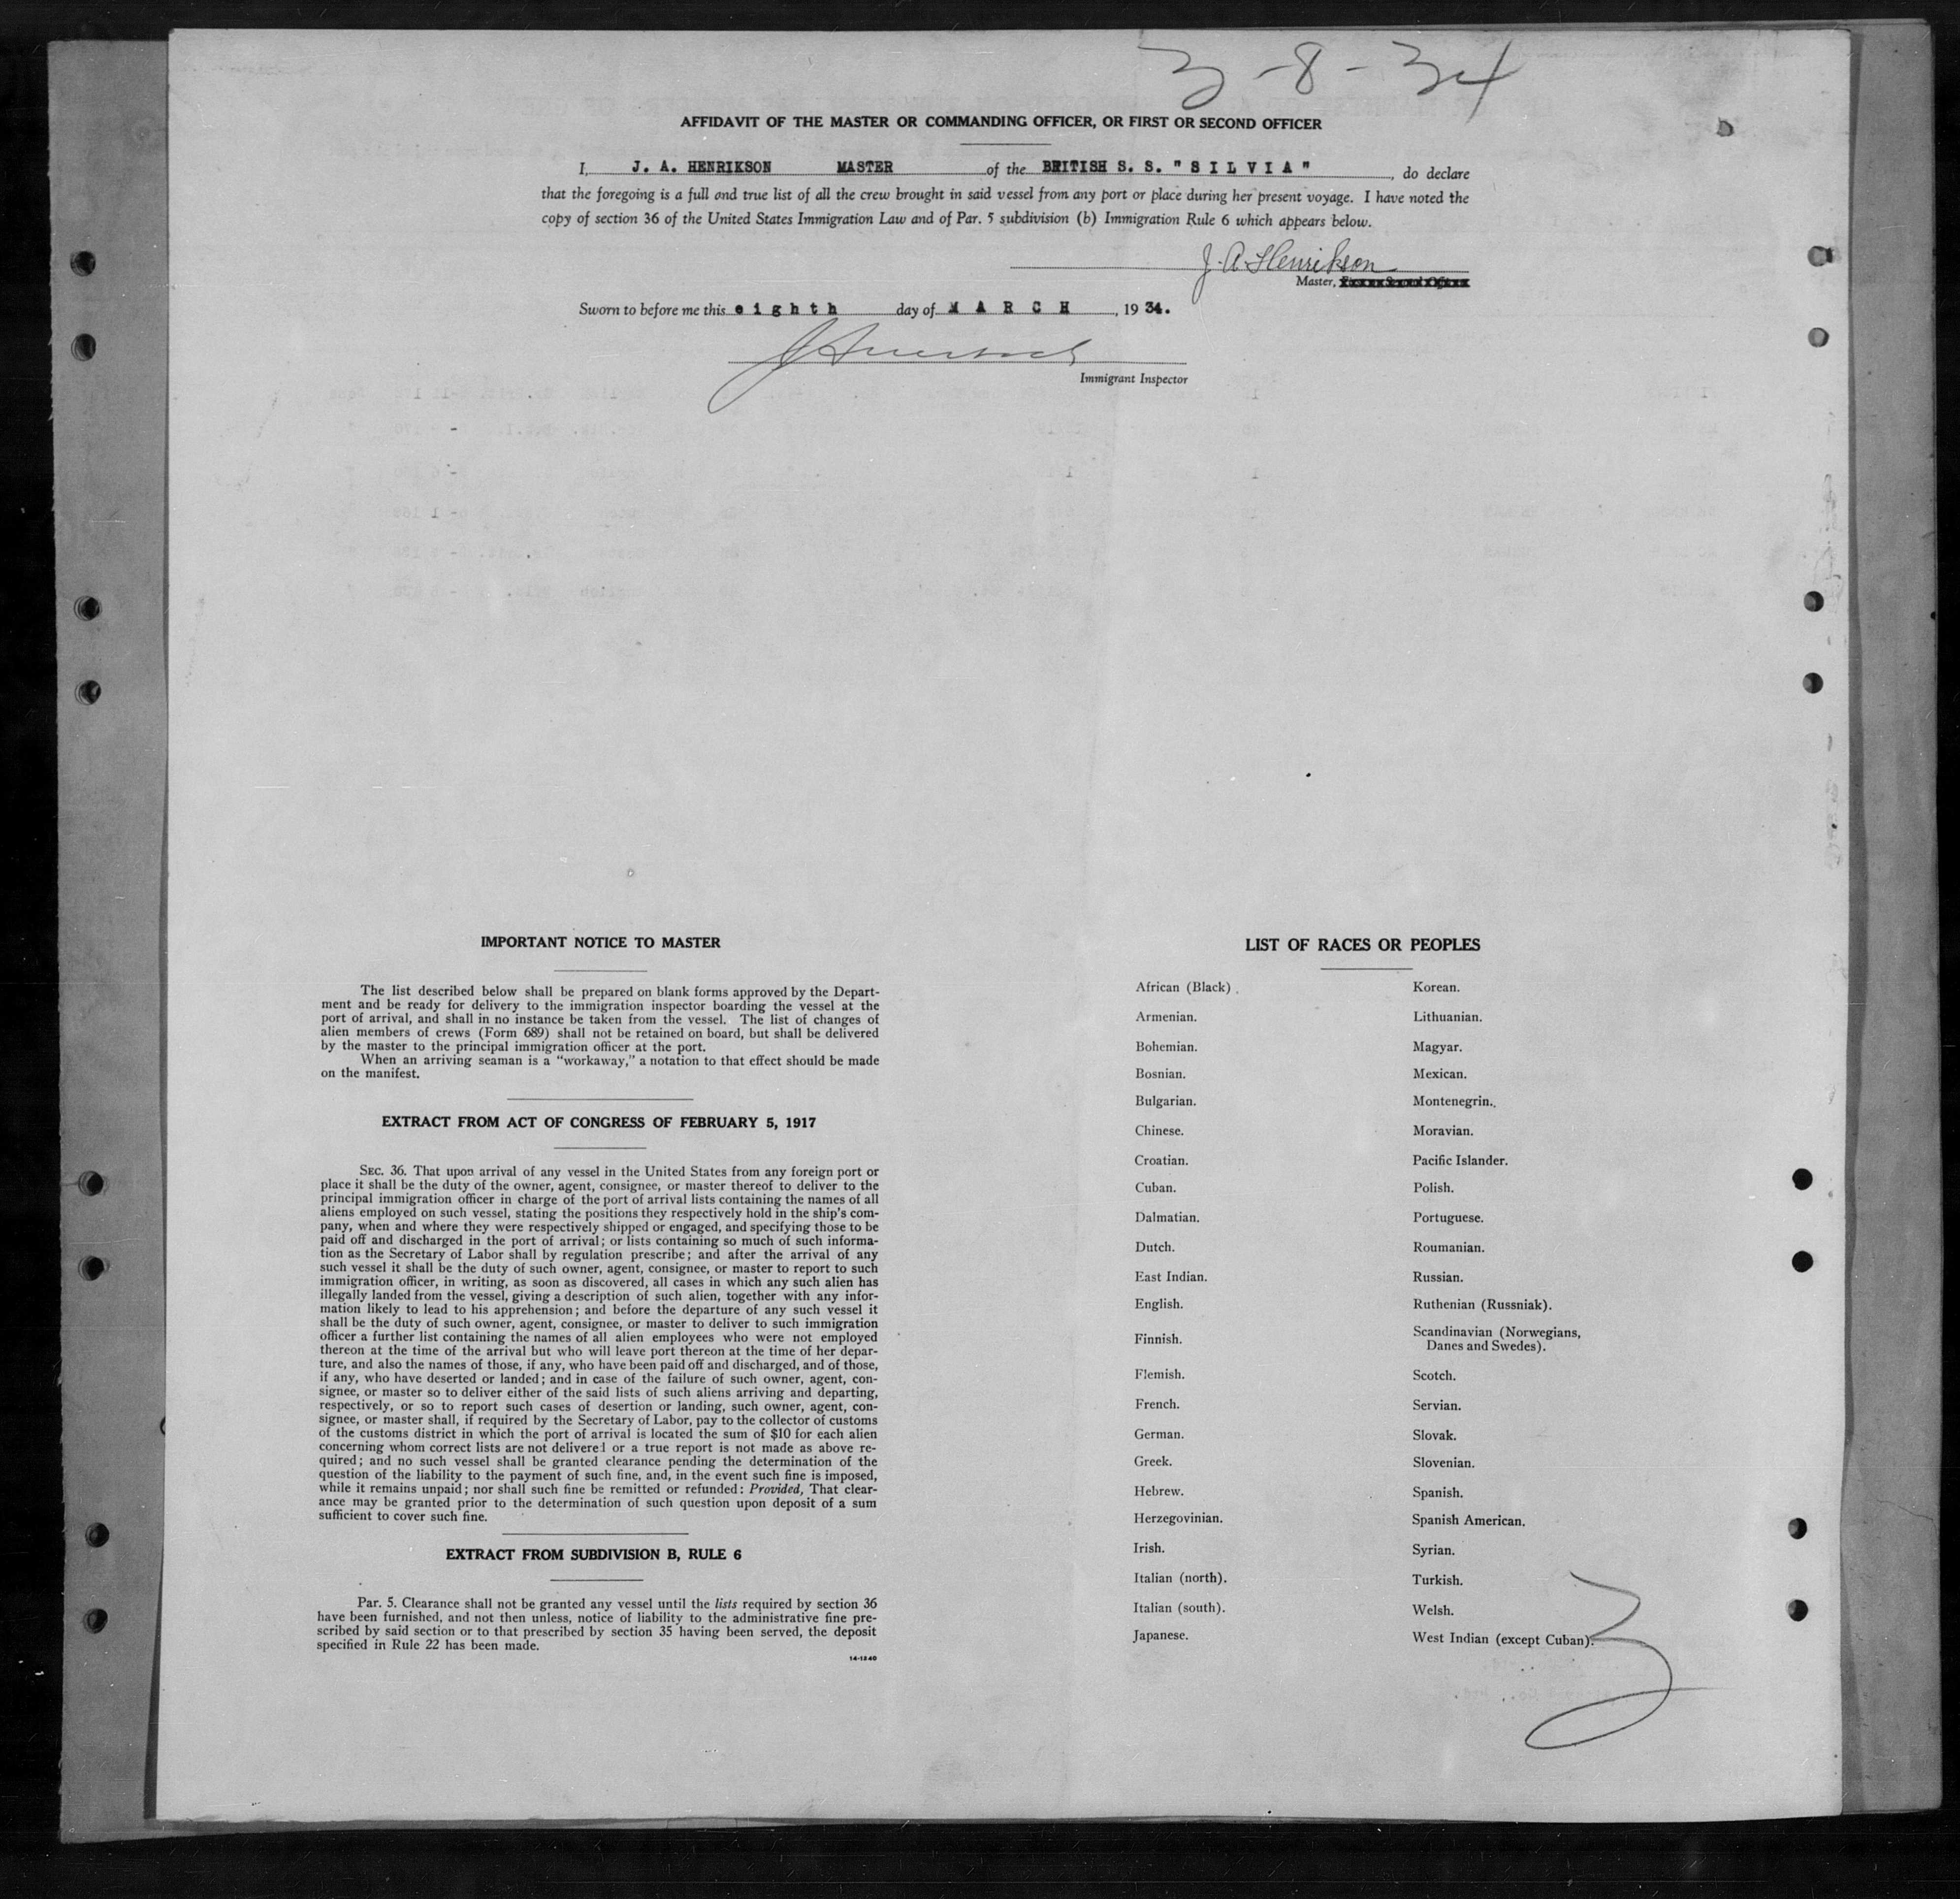 3-8-34
AFFIDAVIT OF THE MASTER OR COMMANDING OFFICER, OR FIRST OR SECOND OFFICER
I, J. A. HENRIKSON MASTER of the BRITISH S. S. " S I L V I A ", do declare
that the foregoing is a full and true list of all the crew brought in said vessel from any port or place during her present voyage. I have noted the
copy of section 36 of the United States Immigration Law and of Par. 5 subdivision (b) Immigration Rule 6 which appears below.
J. A. Henrikson
Master,
Sworn to before me this e i g h t h day of M A R C H, 19 34.
Immigrant Inspector
IMPORTANT NOTICE TO MASTER
The list described below shall be prepared on blank forms approved by the Depart-
ment and be ready for delivery to the immigration inspector boarding the vessel at the
port of arrival, and shall in no instance be taken from the vessel. The list of changes of
alien members of crews (Form 689) shall not be retained on board, but shall be delivered
by the master to the principal immigration officer at the port.
When an arriving seaman is a "workaway," a notation to that effect should be made
on the manifest.
EXTRACT FROM ACT OF CONGRESS OF FEBRUARY 5, 1917
SEC. 36. That upon arrival of any vessel in the United States from any foreign port or
place it shall be the duty of the owner, agent, consignee, or master thereof to deliver to the
principal immigration officer in charge of the port of arrival lists containing the names of all
aliens employed on such vessel, stating the positions they respectively hold in the ship's com-
pany, when and where they were respectively shipped or engaged, and specifying those to be
paid off and discharged in the port of arrival; or lists containing so much of such informa-
tion as the Secretary of Labor shall by regulation prescribe; and after the arrival of any
such vessel it shall be the duty of such owner, agent, consignee, or master to report to such
immigration officer, in writing, as soon as discovered, all cases in which any such alien has
illegally landed from the vessel, giving a description of such alien, together with any infor-
mation likely to lead to his apprehension; and before the departure of any such vessel it
shall be the duty of such owner, agent, consignee, or master to deliver to such immigration
officer a further list containing the names of all alien employees who were not employed
thereon at the time of the arrival but who will leave port thereon at the time of her depar-
ture, and also the names of those, if any, who have been paid off and discharged, and of those,
if any, who have deserted or landed; and in case of the failure of such owner, agent, con-
signee, or master so to deliver either of the said lists of such aliens arriving and departing,
respectively, or so to report such cases of desertion or landing, such owner, agent, con-
signee, or master shall, if required by the Secretary of Labor, pay to the collector of customs
of the customs district in which the port of arrival is located the sum of $10 for each alien
concerning whom correct lists are not delivered or a true report is not made as above re-
quired; and no such vessel shall be granted clearance pending the determination of the
question of the liability to the payment of such fine, and, in the event such fine is imposed,
while it remains unpaid; nor shall such fine be remitted or refunded: Provided, That clear-
ance may be granted prior to the determination of such question upon deposit of a sum
sufficient to cover such fine.
EXTRACT FROM SUBDIVISION B, RULE 6
Par. 5. Clearance shall not be granted any vessel until the lists required by section 36
have been furnished, and not then unless, notice of liability to the administrative fine pre-
scribed by said section or to that prescribed by section 35 having been served, the deposit
specified in Rule 22 has been made.
14-1240
LIST OF RACES OR PEOPLES
African (Black).
Armenian.
Bohemian.
Bosnian.
Bulgarian.
Chinese.
Croatian.
Cuban.
Dalmatian.
Dutch.
East Indian.
English.
Finnish.
Flemish.
French.
German.
Greek.
Hebrew.
Herzegovinian.
Irish.
Italian (north).
Italian (south).
Japanese.
Korean.
Lithuanian.
Magyar.
Mexican.
Montenegrin.
Moravian.
Pacific Islander.
Polish.
Portuguese.
Roumanian.
Russian.
Ruthenian (Russniak).
Scandinavian (Norwegians,
Danes and Swedes).
Scotch.
Servian.
Slovak.
Slovenian.
Spanish.
Spanish American.
Syrian.
Turkish.
Welsh.
West Indian (except Cuban).
3